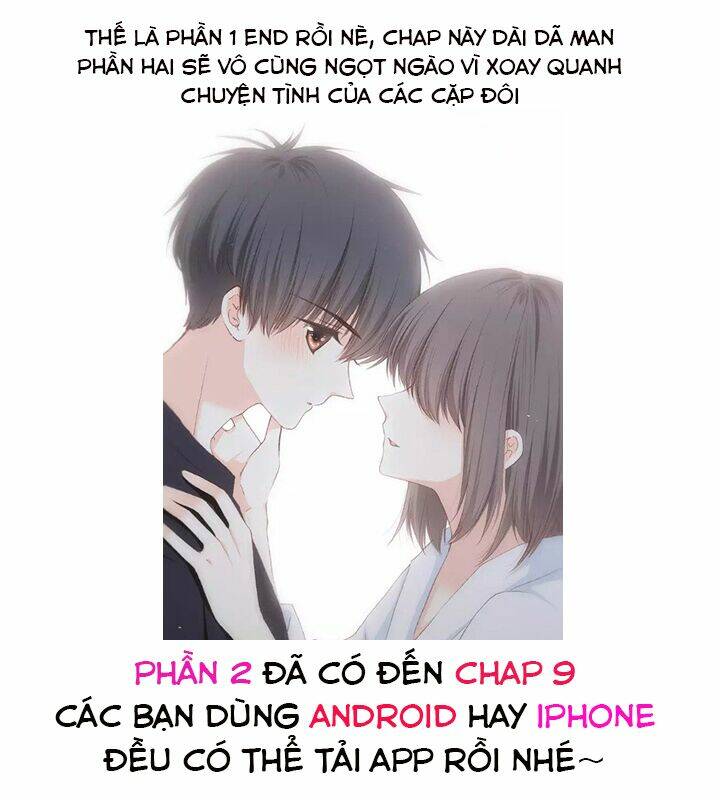 THẾ LÀ PHẦN 1 END RỒI NÈ, CHAP NÀY DÀI DÃ MAN
PHẦN HAI SẼ VÔ CÙNG NGỌT NGÀO VÌ XOAY QUANH
CHUYỆN TÌNH CỦA CÁC CẶP ĐÔI
PHẦN 2 ĐÃ CÓ ĐẾN CHAP 9
CÁC BẠN DÙNG ANDROID HAY IPHONE
ĐỀU CÓ THỂ TẢI APP RỒI NHÉ~